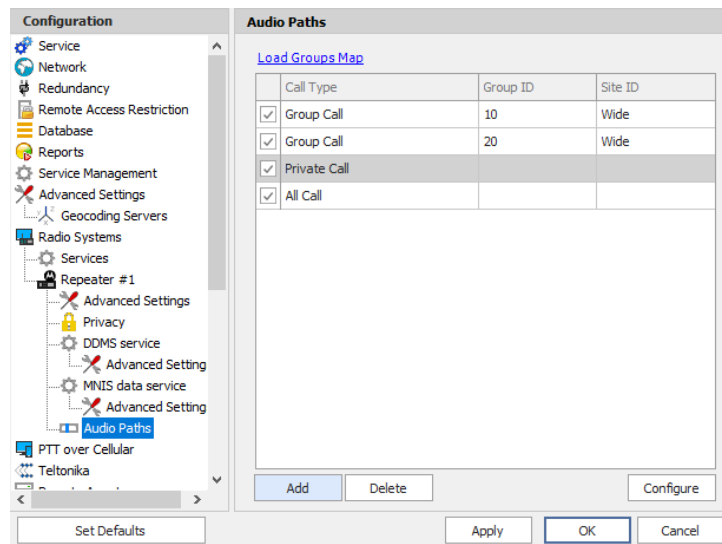 Configuration
Service
Network
Redundancy
Remote Access Restriction
Database
Reports
Service Management
Advanced Settings
Geocoding Servers
Radio Systems
Services
Repeater #1
Advanced Settings
Privacy
DDMS service
Advanced Setting
MNIS data service
Advanced Setting
Audio Paths
PTT over Cellular
Teltonika
Set Defaults
Audio Paths
Load Groups Map
Call Type Group ID Site ID
Group Call 10 Wide
Group Call 20 Wide
Private Call
All Call
Add Delete Configure
Apply OK Cancel